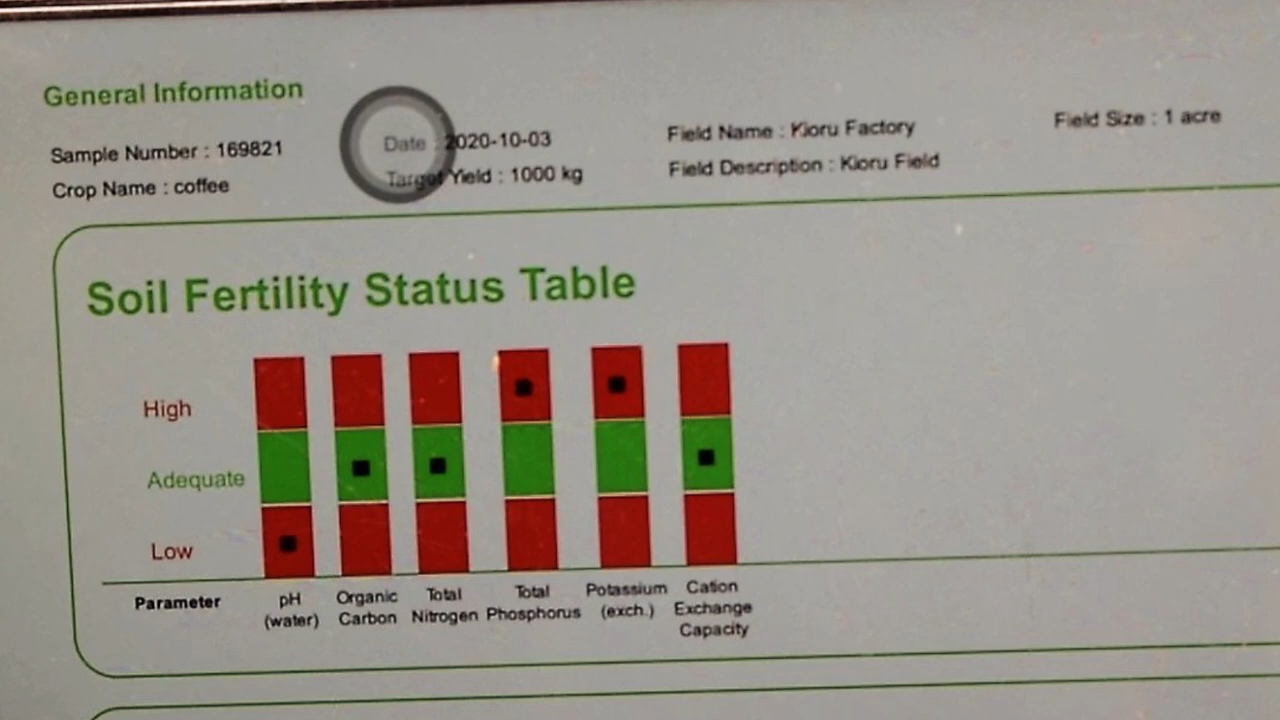 General Information
Sample Number : 169821
Date : 2020-10-03
Field Name : Kioru Factory
Field Size : 1 acre
Crop Name : coffee
Target Yield : 1000 kg
Field Description : Kioru Field
Soil Fertility Status Table
High
Adequate
Low
Parameter
pH (water)
Organic Carbon
Total Nitrogen
Total Phosphorus
Potassium (exch.)
Cation Exchange Capacity